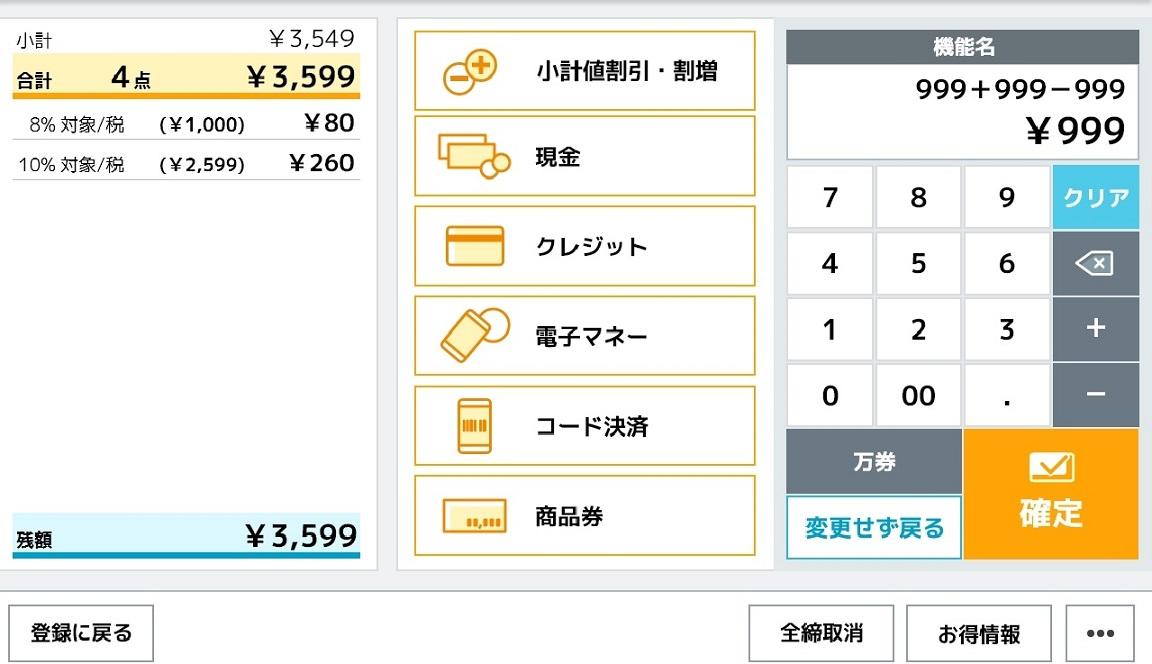 小計 ￥3,549
合計 4点 ￥3,599
8% 対象/税 (￥1,000) ￥80
10% 対象/税 (￥2,599) ￥260
残額 ￥3,599
小計値割引・割増
現金
クレジット
電子マネー
コード決済
商品券
機能名
999＋999－999
￥999
7 8 9 クリア
4 5 6
1 2 3 +
0 00 . −
万券
変更せず戻る
確定
登録に戻る
全締取消
お得情報
•••